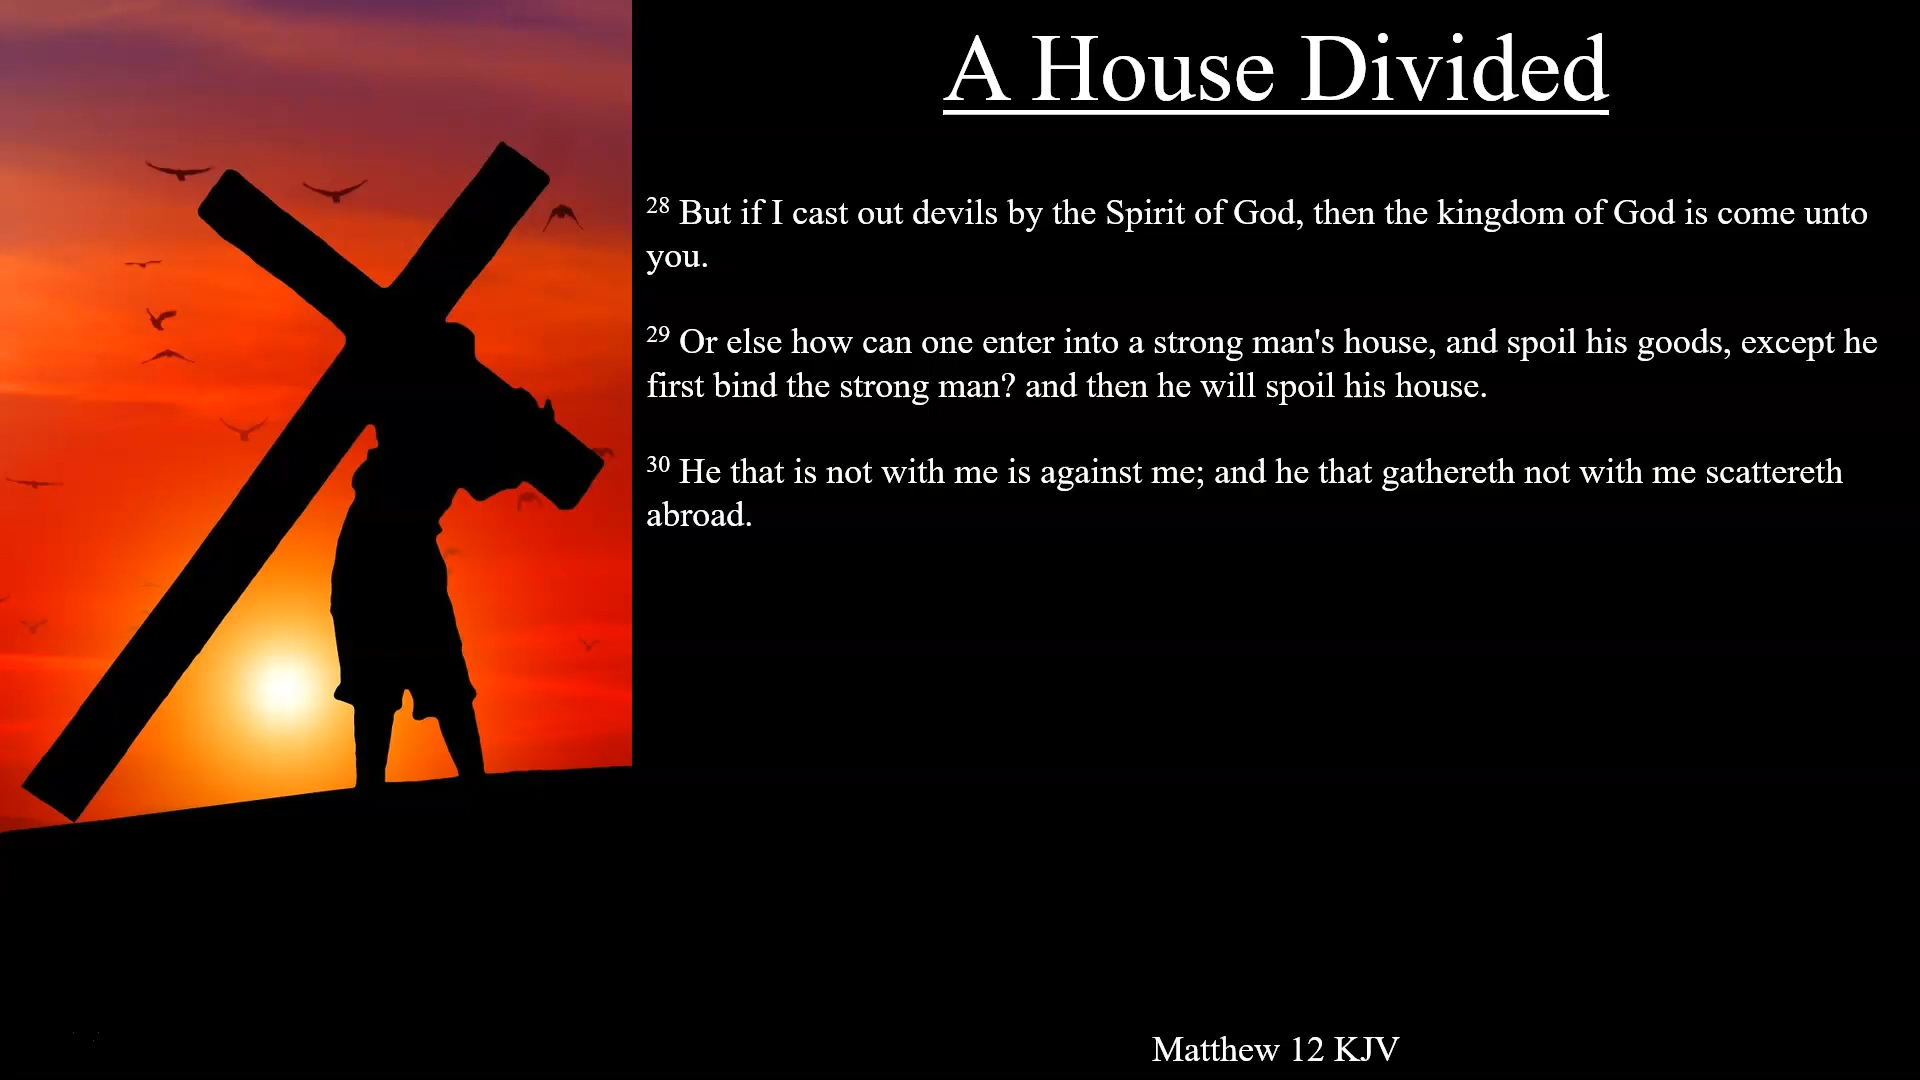 A House Divided
28 But if I cast out devils by the Spirit of God, then the kingdom of God is come unto
you.
29 Or else how can one enter into a strong man's house, and spoil his goods, except he
first bind the strong man? and then he will spoil his house.
30 He that is not with me is against me; and he that gathereth not with me scattereth
abroad.
Matthew 12 KJV